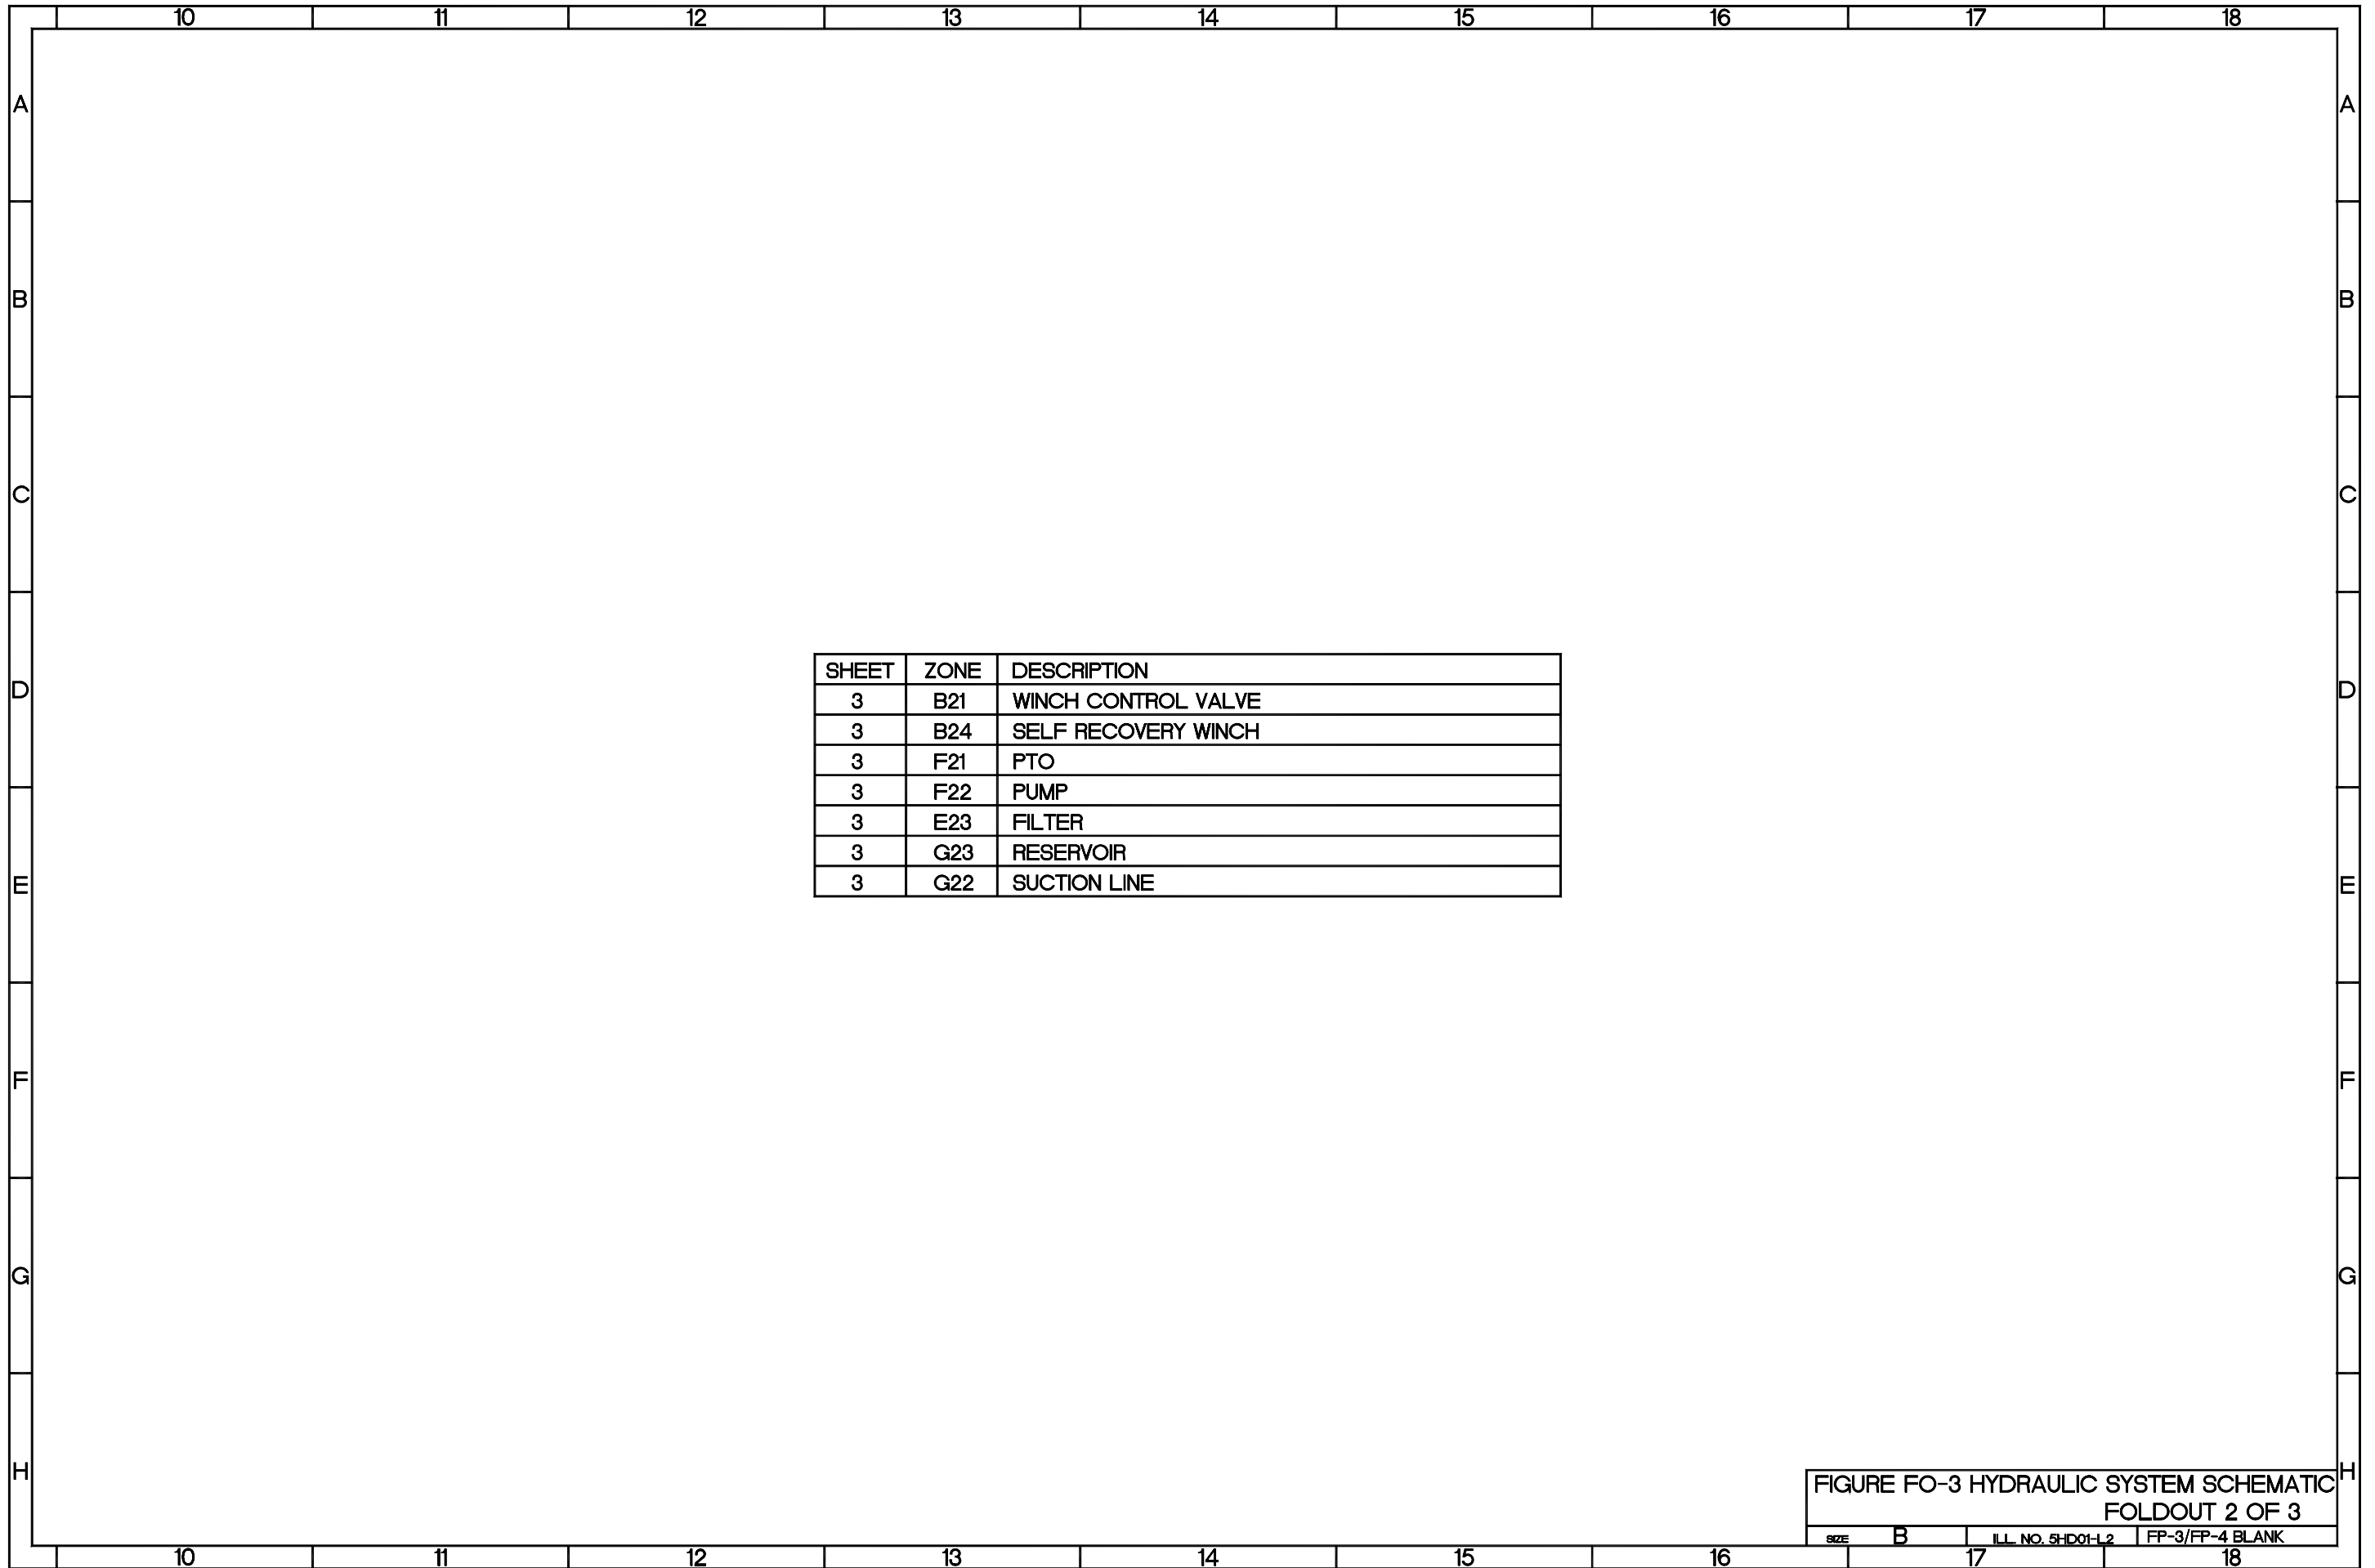 10 11 12 13 14 15 16 17 18
A A
B B
C C
SHEET ZONE DESCRIPTION
D 3 B21 WINCH CONTROL VALVE D
3 B24 SELF RECOVERY WINCH
3 F21 PTO
3 F22 PUMP
3 E23 FILTER
3 G23 RESERVOIR
E 3 G22 SUCTION LINE E
F F
G G
H H
FIGURE FO-3 HYDRAULIC SYSTEM SCHEMATIC
FOLDOUT 2 OF 3
SIZE B ILL. NO. 5HD01-L2 FP-3/FP-4 BLANK
10 11 12 13 14 15 16 17 18